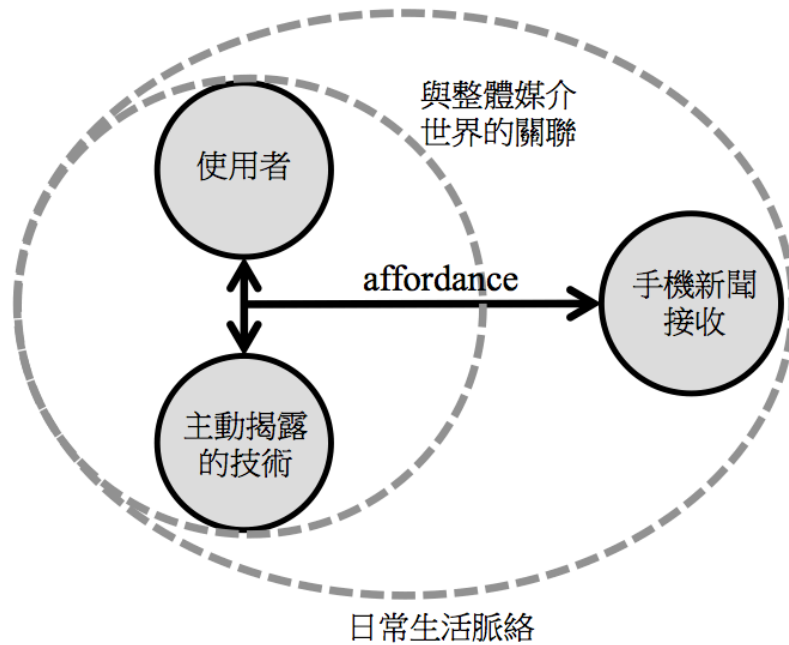 與整體媒介
世界的關聯
使用者
affordance
手機新聞
接收
主動揭露
的技術
日常生活脈絡